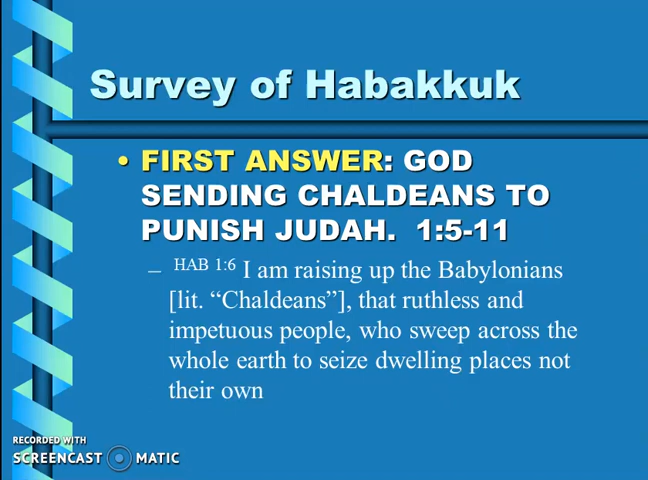 Survey of Habakkuk
• FIRST ANSWER: GOD
SENDING CHALDEANS TO
PUNISH JUDAH. 1:5-11
– HAB 1:6 I am raising up the Babylonians
[lit. “Chaldeans”], that ruthless and
impetuous people, who sweep across the
whole earth to seize dwelling places not
their own
RECORDED WITH
SCREENCAST MATIC